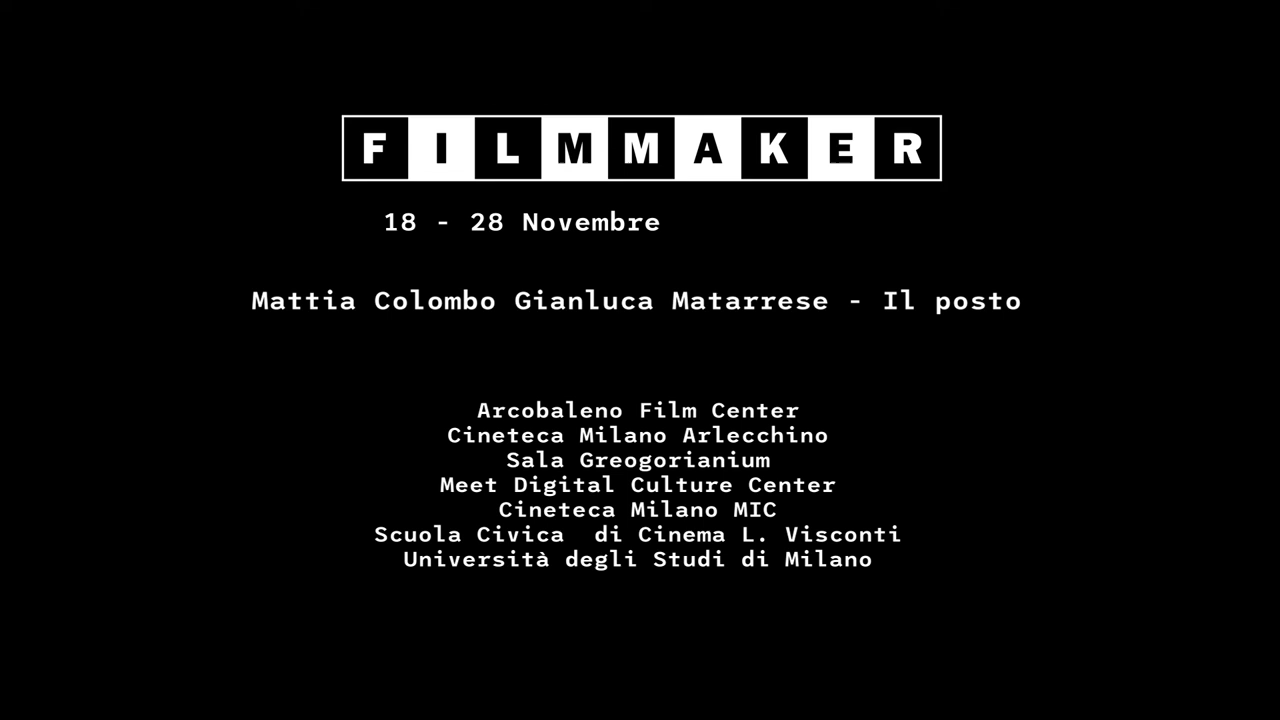 FILMMAKER
18 - 28 Novembre
Mattia Colombo Gianluca Matarrese - Il posto
Arcobaleno Film Center
Cineteca Milano Arlecchino
Sala Greogorianium
Meet Digital Culture Center
Cineteca Milano MIC
Scuola Civica  di Cinema L. Visconti
Università degli Studi di Milano